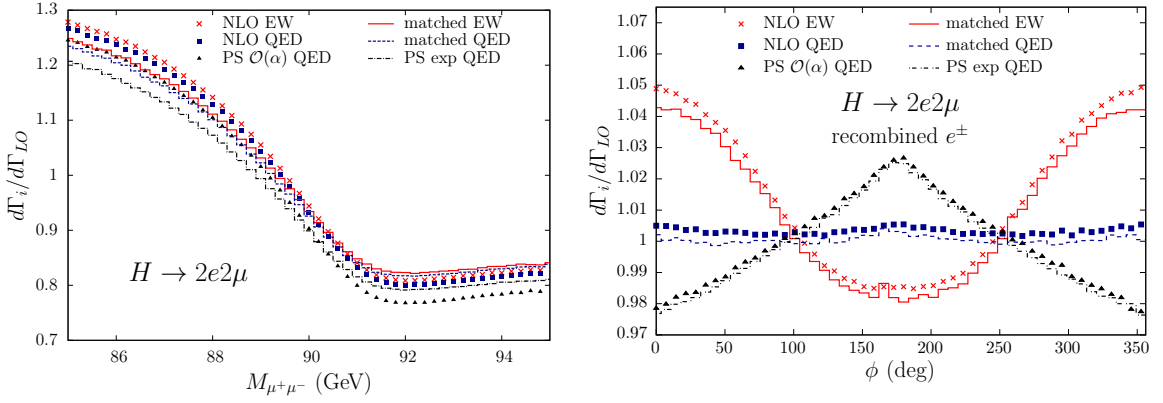 1.3
1.2
1.1
1
0.9
0.8
0.7
dΓ_i/dΓ_LO
NLO EW
NLO QED
PS 𝒪(α) QED
matched EW
matched QED
PS exp QED
H → 2e2μ
86
88
90
92
94
M_μ⁺μ⁻ (GeV)
1.07
1.06
1.05
1.04
1.03
1.02
1.01
1
0.99
0.98
0.97
dΓ_i/dΓ_LO
NLO EW
NLO QED
PS 𝒪(α) QED
matched EW
matched QED
PS exp QED
H → 2e2μ
recombined e^±
0
50
100
150
200
250
300
350
ϕ (deg)